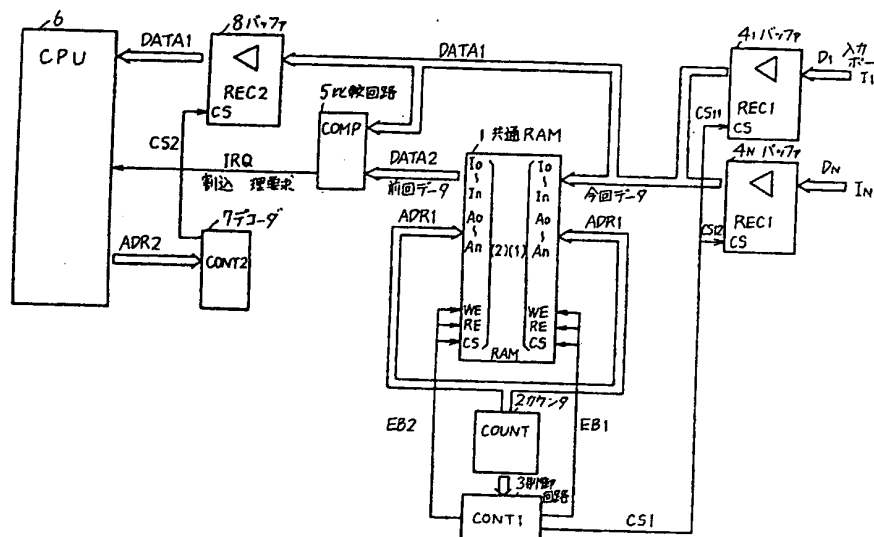 6
CPU
DATA1
8バッファ
REC2
CS
DATA1
5比較回路
COMP
CS2
IRQ
割込 理要求
DATA2
前回データ
7デコーダ
CONT2
ADR2
1 共通RAM
Io
~
In
Ao
~
An
(2)(1)
Io
~
In
Ao
~
An
WE
RE
CS
WE
RE
CS
RAM
ADR1
ADR1
今回データ
41 バッファ
REC1
CS
CS11
D1
入力
ポー
I1
4N バッファ
REC1
CS
CS12
DN
IN
2カウンタ
COUNT
EB2
EB1
3制御
回路
CONT1
CS1